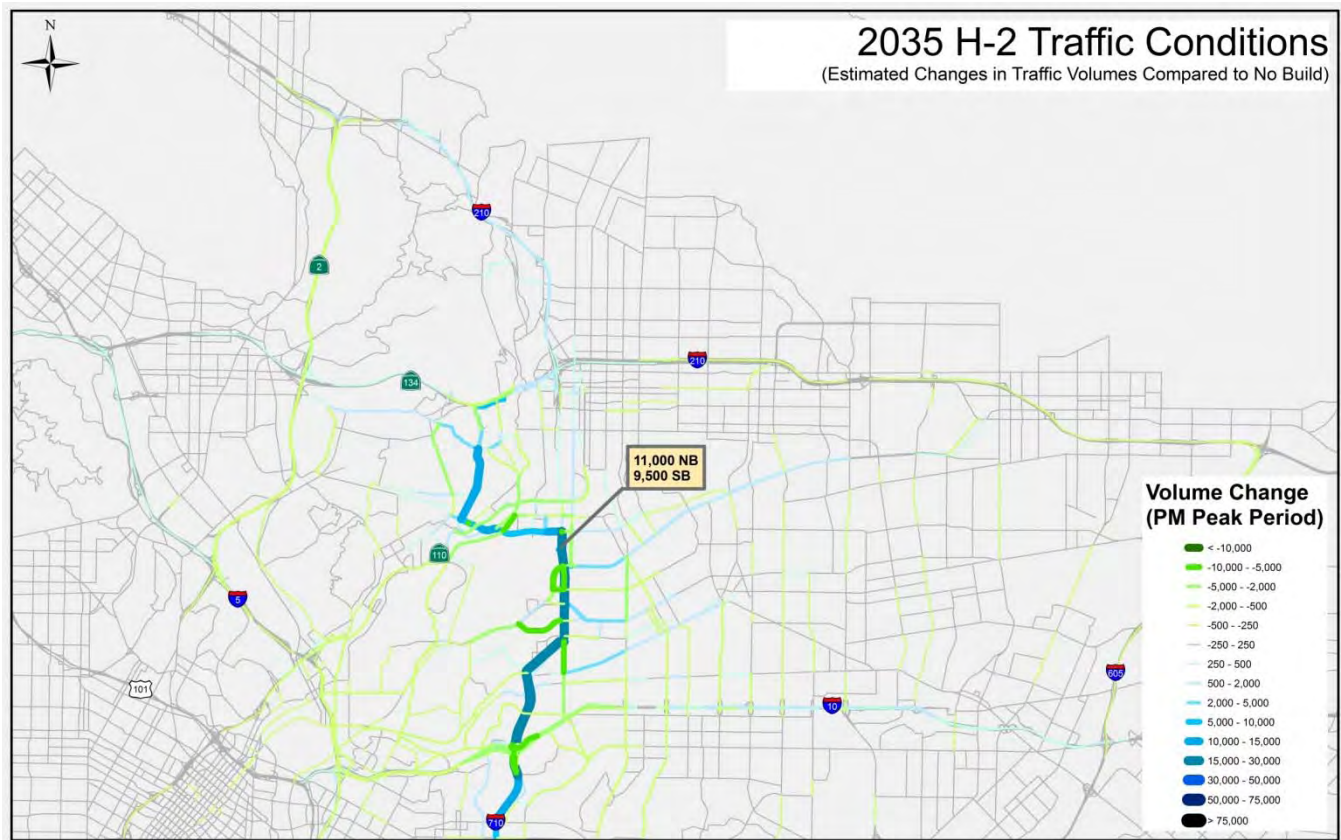 N
2035 H-2 Traffic Conditions
(Estimated Changes in Traffic Volumes Compared to No Build)
210
2
210
134
11,000 NB
9,500 SB
110
5
101
605
10
710
Volume Change
(PM Peak Period)
< -10,000
-10,000 - -5,000
-5,000 - -2,000
-2,000 - -500
-500 - -250
-250 - 250
250 - 500
500 - 2,000
2,000 - 5,000
5,000 - 10,000
10,000 - 15,000
15,000 - 30,000
30,000 - 50,000
50,000 - 75,000
> 75,000